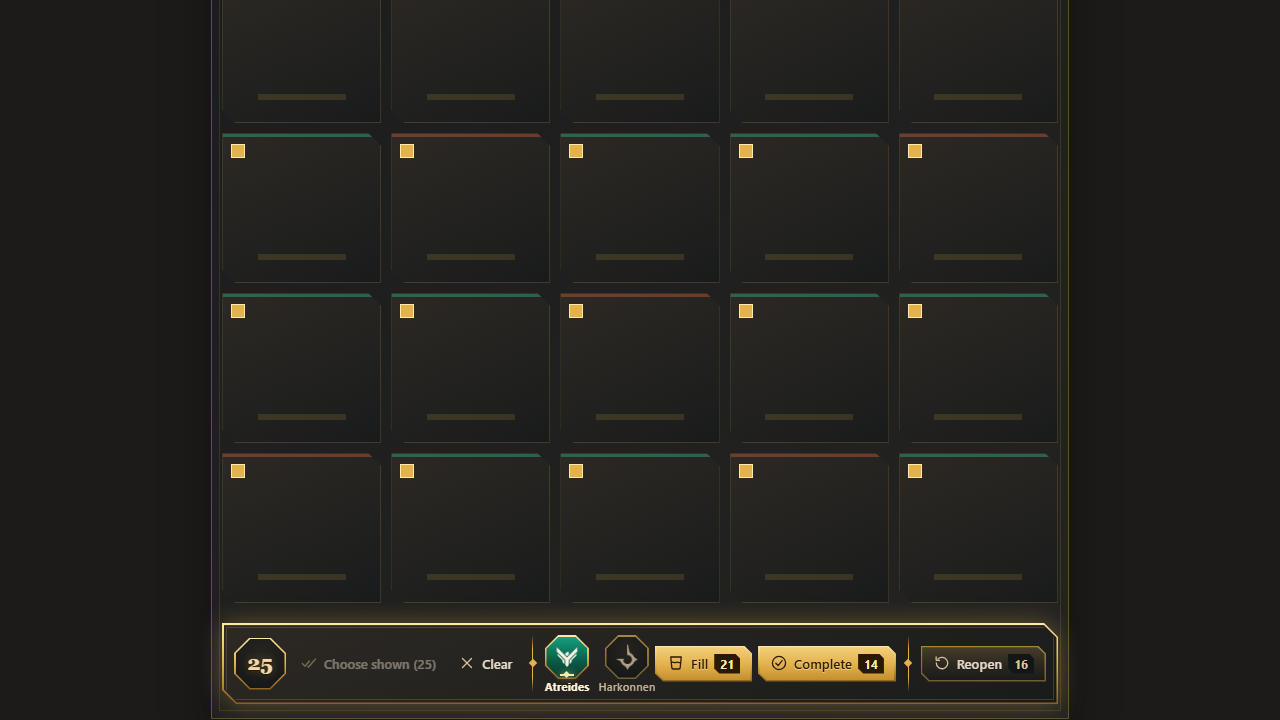 25
Choose shown (25)
Clear
Atreides
Harkonnen
Fill 21
Complete 14
Reopen 16